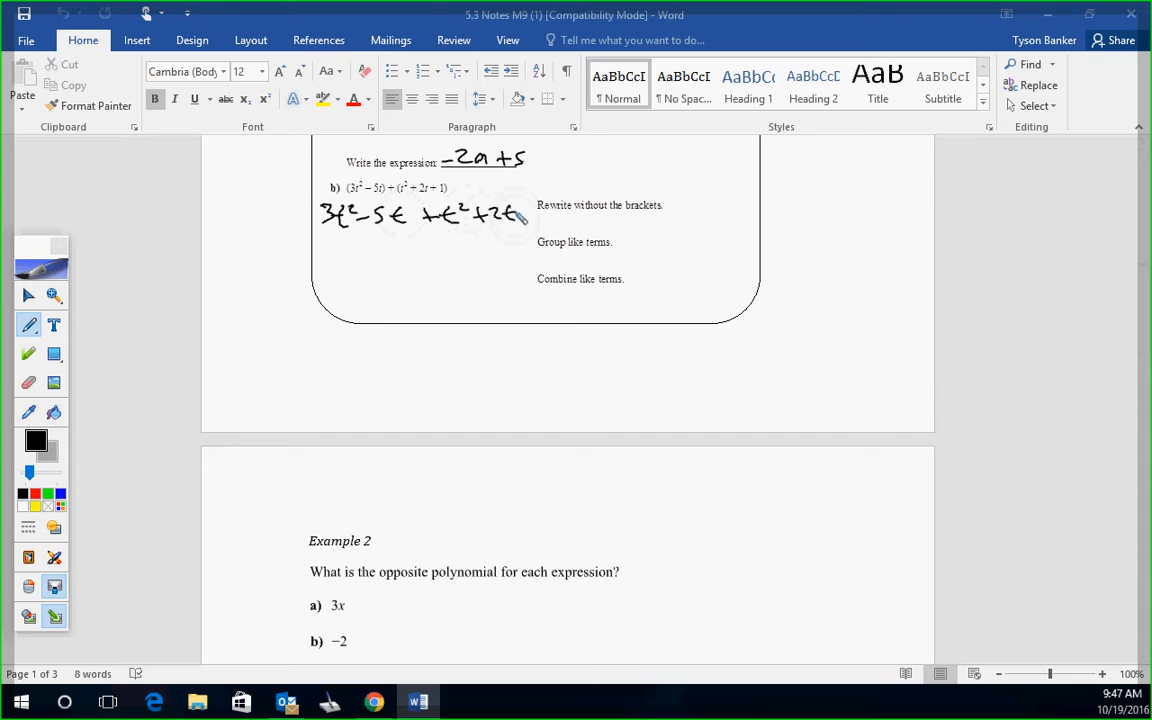 5.3 Notes M9 (1) [Compatibility Mode] - Word
File Home Insert Design Layout References Mailings Review View Tell me what you want to do... Tyson Banker Share
Paste Cut Copy Format Painter
Cambria (Body 12
Aa
B I U abc x₂ x² A A
AaBbCcI AaBbCcI AaBbCc AaBbCcI AaB AaBbCcI
¶ Normal ¶ No Spac... Heading 1 Heading 2 Title Subtitle
Find Replace Select
Clipboard Font Paragraph Styles Editing
Write the expression: -2a +5
b) (3t² – 5t) + (t² + 2t + 1)
3t² - 5t +t² +2t
Rewrite without the brackets.
Group like terms.
Combine like terms.
Example 2
What is the opposite polynomial for each expression?
a) 3x
b) −2
Page 1 of 3 8 words 100%
9:47 AM
10/19/2016